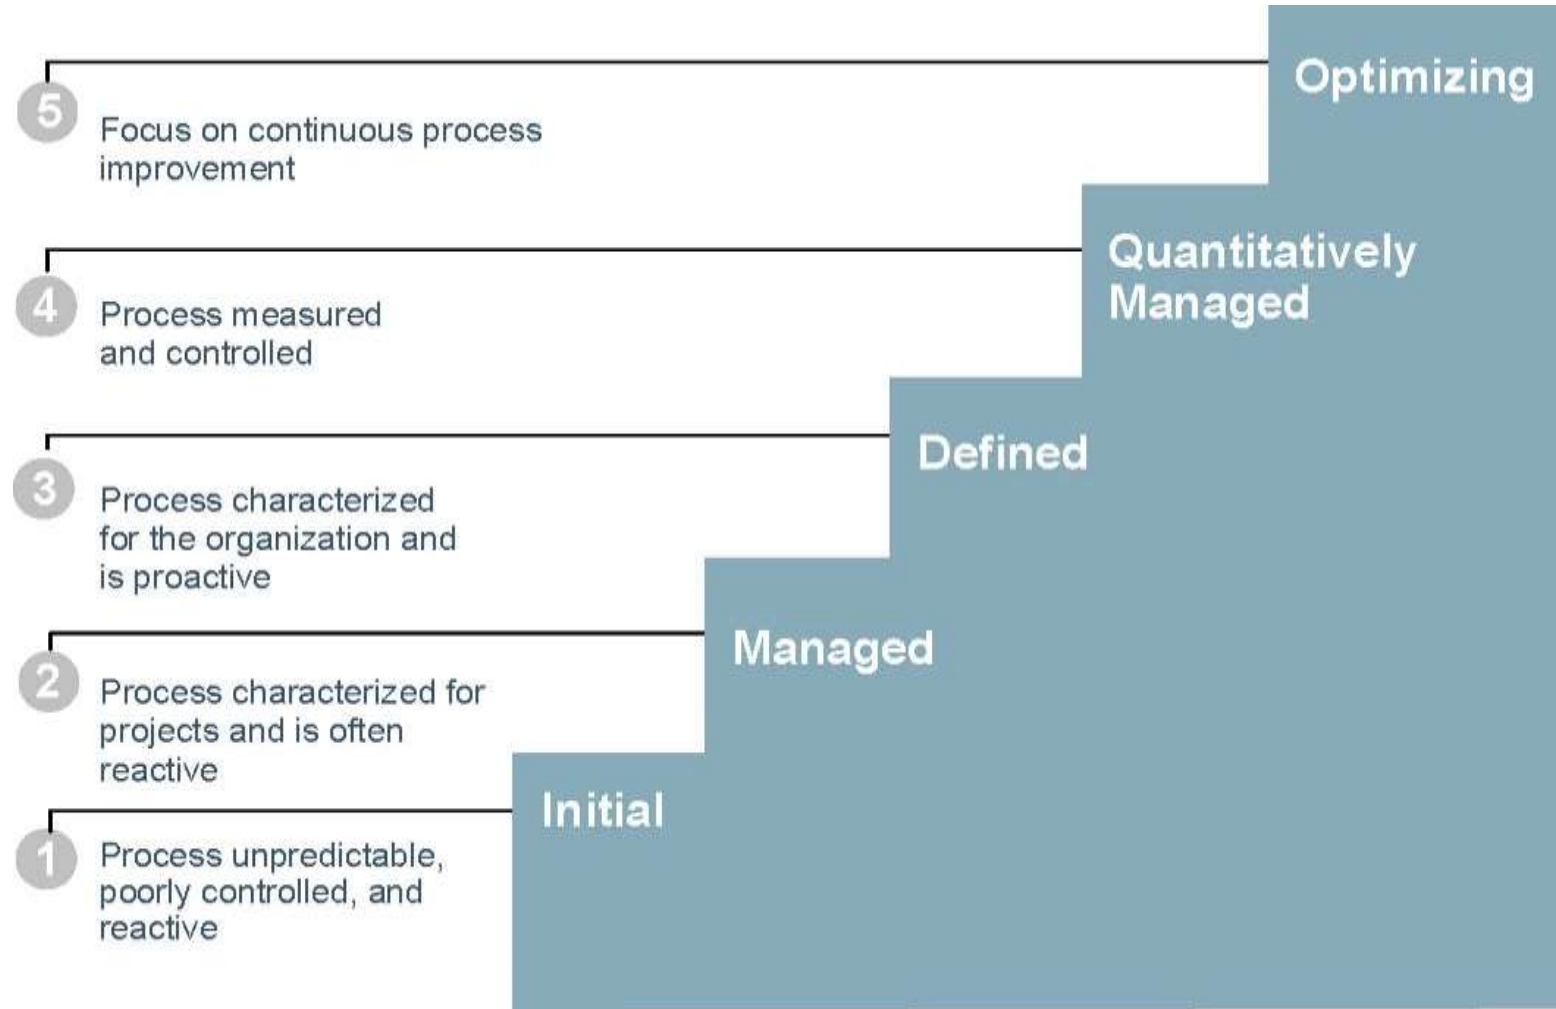 Optimizing
5
Focus on continuous process
improvement
Quantitatively
Managed
4
Process measured
and controlled
Defined
3
Process characterized
for the organization and
is proactive
Managed
2
Process characterized for
projects and is often
reactive
Initial
1
Process unpredictable,
poorly controlled, and
reactive